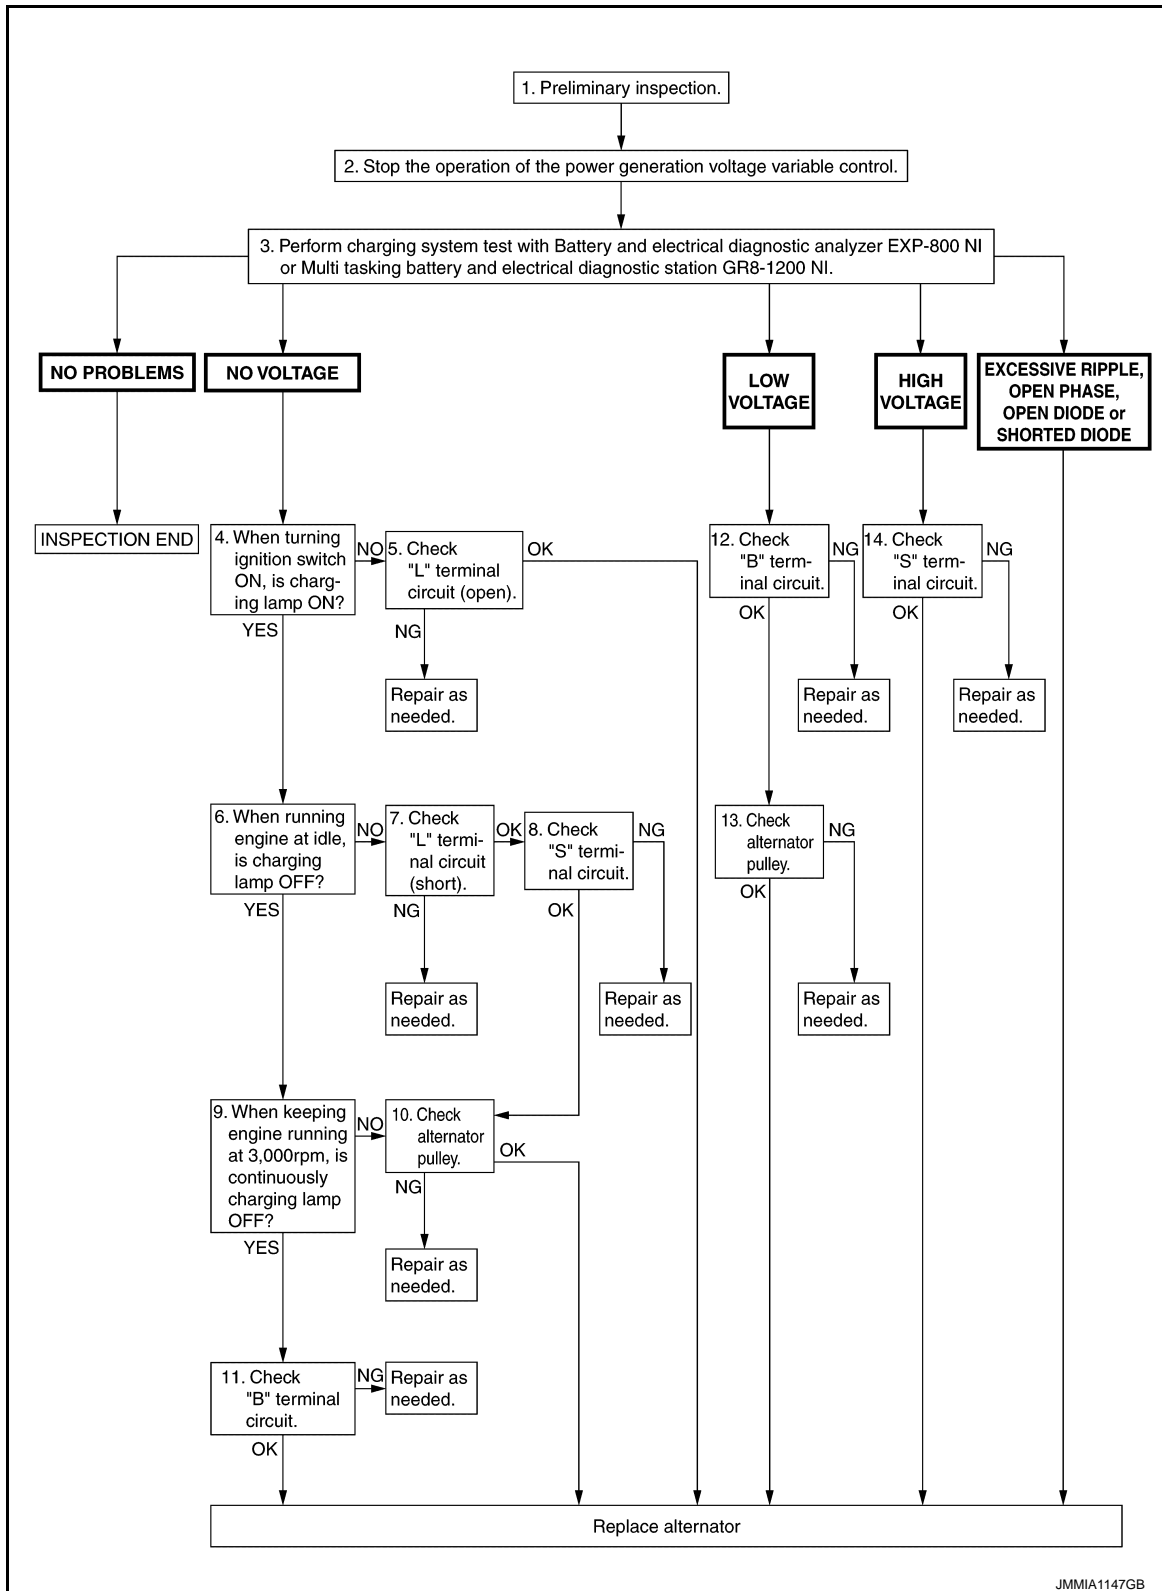 1. Preliminary inspection.
2. Stop the operation of the power generation voltage variable control.
3. Perform charging system test with Battery and electrical diagnostic analyzer EXP-800 NI
or Multi tasking battery and electrical diagnostic station GR8-1200 NI.
NO PROBLEMS
NO VOLTAGE
LOW
VOLTAGE
HIGH
VOLTAGE
EXCESSIVE RIPPLE,
OPEN PHASE,
OPEN DIODE or
SHORTED DIODE
INSPECTION END
4. When turning
ignition switch
ON, is charg-
ing lamp ON?
NO
YES
5. Check
"L" terminal
circuit (open).
OK
NG
Repair as
needed.
12. Check
"B" term-
inal circuit.
NG
OK
Repair as
needed.
14. Check
"S" term-
inal circuit.
NG
OK
Repair as
needed.
6. When running
engine at idle,
is charging
lamp OFF?
NO
YES
7. Check
"L" termi-
nal circuit
(short).
OK
NG
Repair as
needed.
8. Check
"S" termi-
nal circuit.
NG
OK
Repair as
needed.
13. Check
alternator
pulley.
NG
OK
Repair as
needed.
9. When keeping
engine running
at 3,000rpm, is
continuously
charging lamp
OFF?
NO
YES
10. Check
alternator
pulley.
OK
NG
Repair as
needed.
11. Check
"B" terminal
circuit.
NG
OK
Repair as
needed.
Replace alternator
JMMIA1147GB